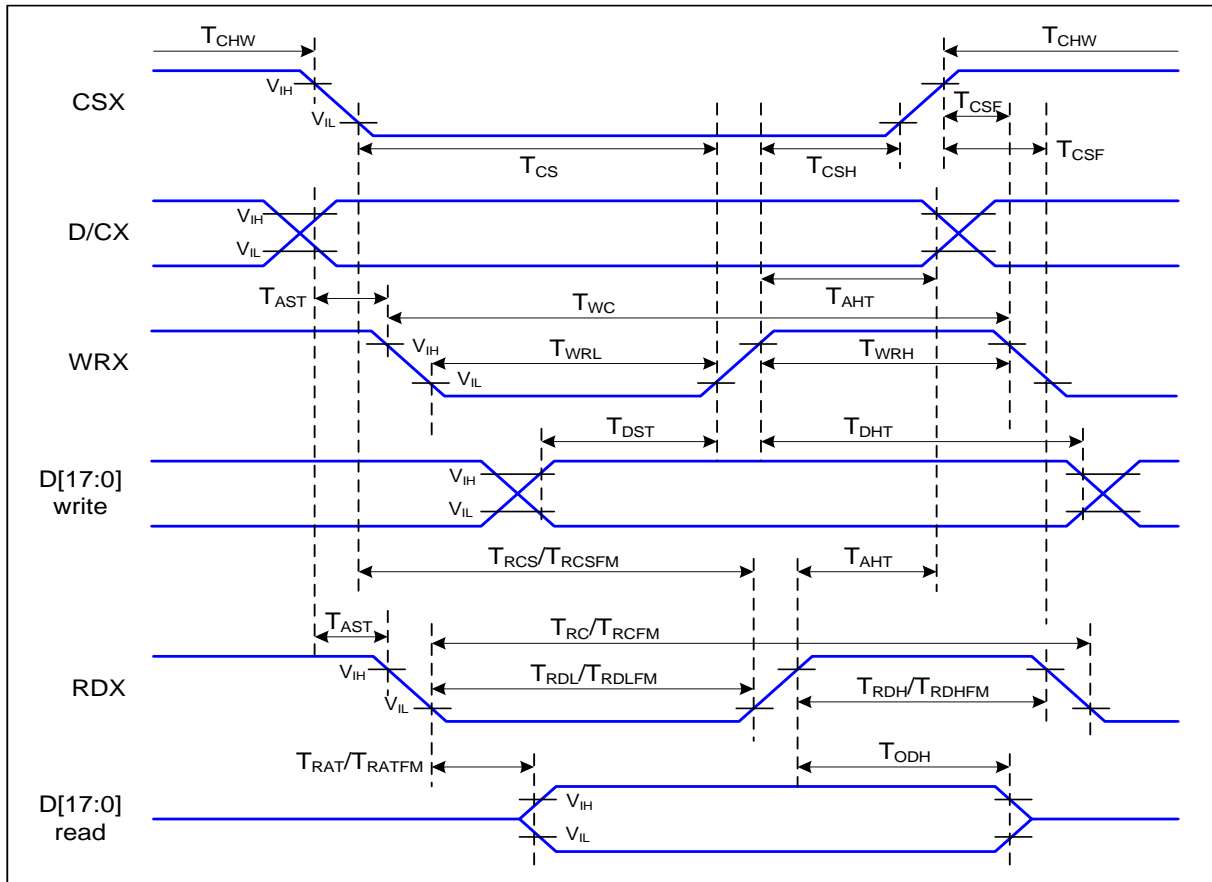 TCHW TCHW
VIH
CSX
TCSF
VIL
TCS TCSH TCSF
VIH
D/CX
VIL
TAST TWC TAHT
WRX
VIH TWRL TWRH
VIL
TDST TDHT
D[17:0]
write
VIH
VIL
TRCS/TRCSFM TAHT
TAST TRC/TRCFM
RDX
VIH
TRDL/TRDLFM TRDH/TRDHFM
VIL
TRAT/TRATFM TODH
D[17:0]
read
VIH
VIL